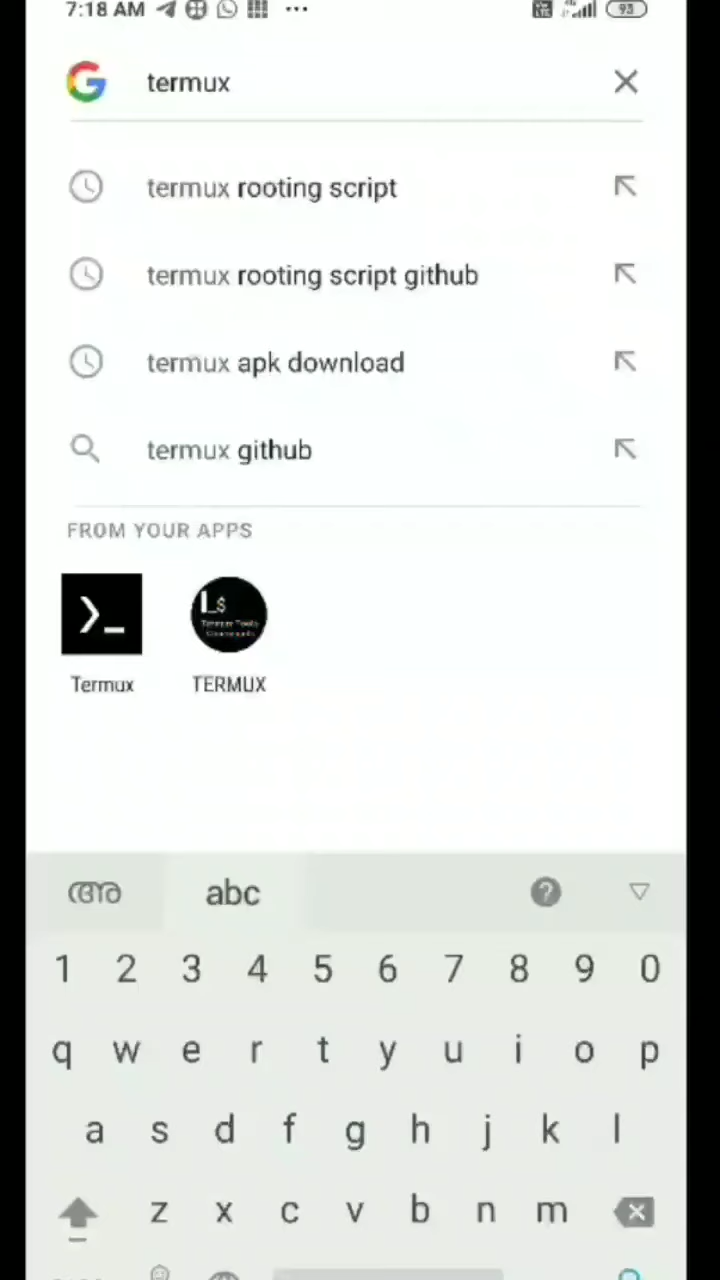 7:18 AM
93
termux
termux rooting script
termux rooting script github
termux apk download
termux github
FROM YOUR APPS
Termux
TERMUX
അ abc
1 2 3 4 5 6 7 8 9 0
q w e r t y u i o p
a s d f g h j k l
z x c v b n m